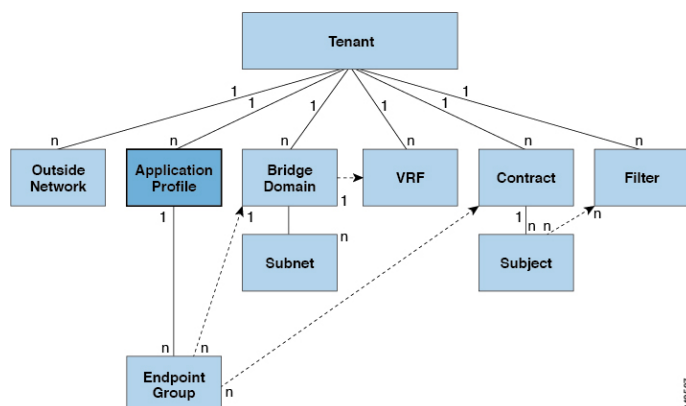 Tenant
1 1 1 1 1 1
n n n n n n
Outside
Network
Application
Profile
Bridge
Domain
VRF
Contract
Filter
1 1 1 1 n
n n n
Subnet
Subject
n n
Endpoint
Group
n